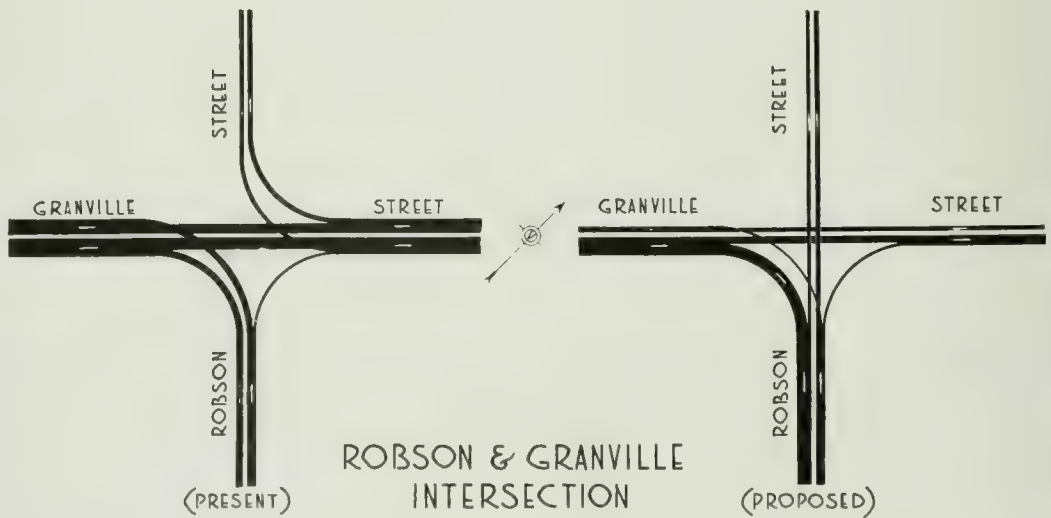 STREET
GRANVILLE
STREET
ROBSON
(PRESENT)
STREET
GRANVILLE
STREET
ROBSON
(PROPOSED)
ROBSON & GRANVILLE
INTERSECTION